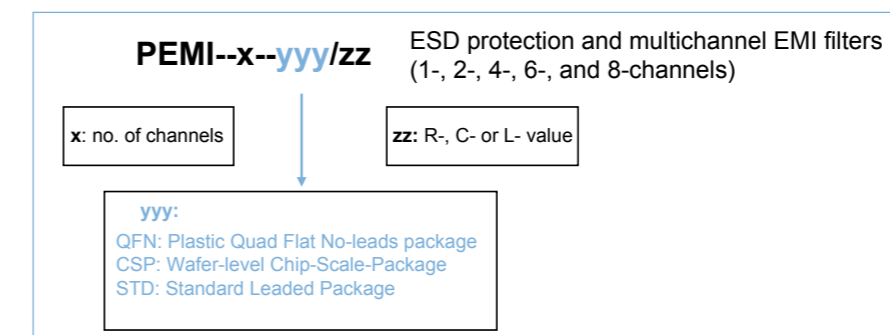 PEMI--x--yyy/zz
ESD protection and multichannel EMI filters
(1-, 2-, 4-, 6-, and 8-channels)
x: no. of channels
zz: R-, C- or L- value
yyy:
QFN: Plastic Quad Flat No-leads package
CSP: Wafer-level Chip-Scale-Package
STD: Standard Leaded Package